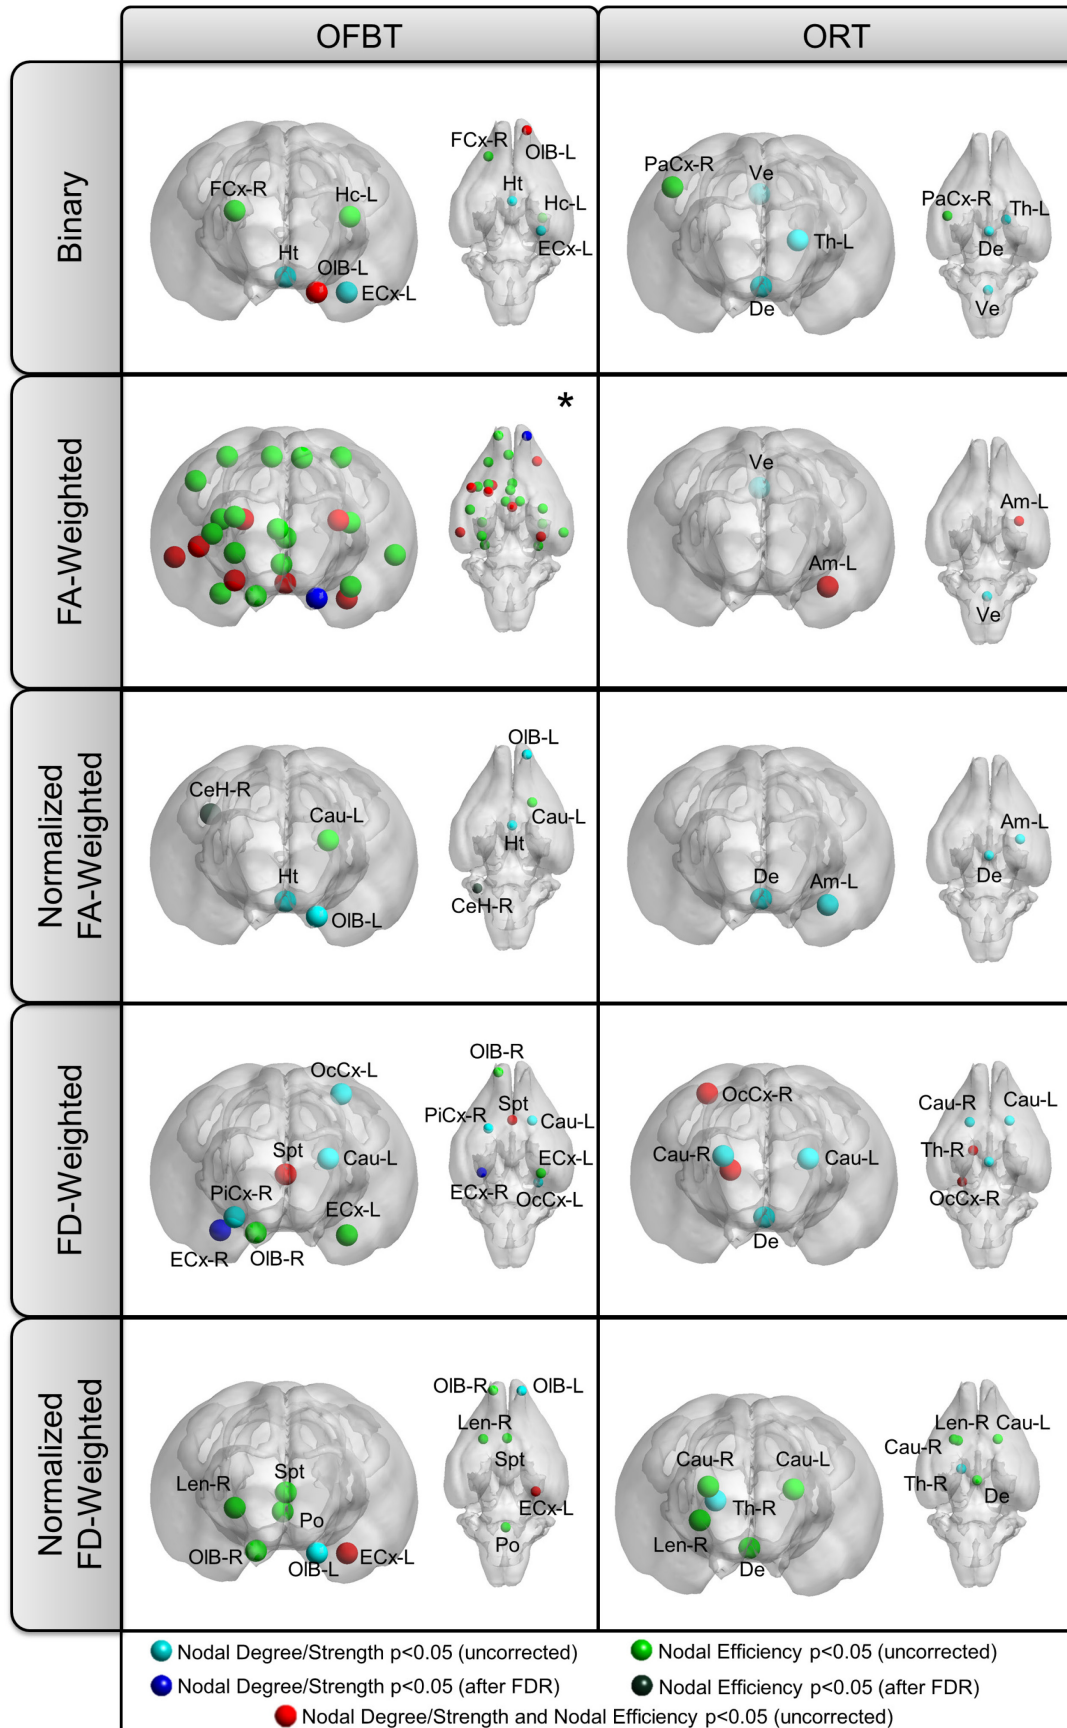 OFBT
ORT
Binary
FCx-R
Hc-L
Ht
OlB-L
ECx-L
FCx-R
OlB-L
Ht
Hc-L
ECx-L
PaCx-R
Ve
Th-L
De
PaCx-R
Th-L
De
Ve
FA-Weighted
*
Ve
Am-L
Am-L
Ve
Normalized
FA-Weighted
CeH-R
Cau-L
Ht
OlB-L
OlB-L
Cau-L
Ht
CeH-R
De
Am-L
Am-L
De
FD-Weighted
OcCx-L
Spt
Cau-L
PiCx-R
ECx-L
ECx-R
OlB-R
OlB-R
PiCx-R
Spt
Cau-L
ECx-L
ECx-R
OcCx-L
OcCx-R
Cau-R
Cau-L
De
Cau-R
Cau-L
Th-R
OcCx-R
Normalized
FD-Weighted
Len-R
Spt
Po
OlB-R
OlB-L
ECx-L
OlB-R
OlB-L
Len-R
Spt
ECx-L
Po
Cau-R
Cau-L
Th-R
Len-R
De
Len-R
Cau-L
Cau-R
Th-R
De
Nodal Degree/Strength p<0.05 (uncorrected)
Nodal Efficiency p<0.05 (uncorrected)
Nodal Degree/Strength p<0.05 (after FDR)
Nodal Efficiency p<0.05 (after FDR)
Nodal Degree/Strength and Nodal Efficiency p<0.05 (uncorrected)